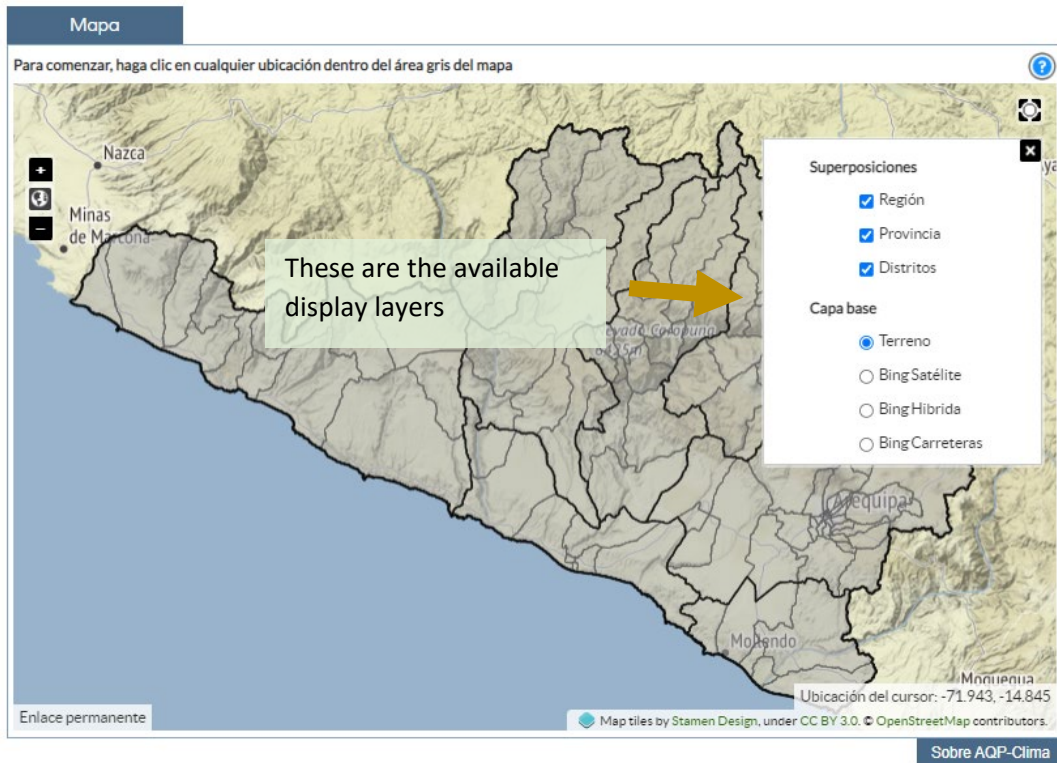 Mapa
Para comenzar, haga clic en cualquier ubicación dentro del área gris del mapa
?
+
−
Nazca
Minas
de Marcona
These are the available
display layers
Nevado Coropuna
6425m
Superposiciones
Región
Provincia
Distritos
Capa base
Terreno
Bing Satélite
Bing Hibrida
Bing Carreteras
Arequipa
Mollendo
Moquegua
Ubicación del cursor: -71.943, -14.845
Enlace permanente
Map tiles by Stamen Design, under CC BY 3.0. © OpenStreetMap contributors.
Sobre AQP-Clima